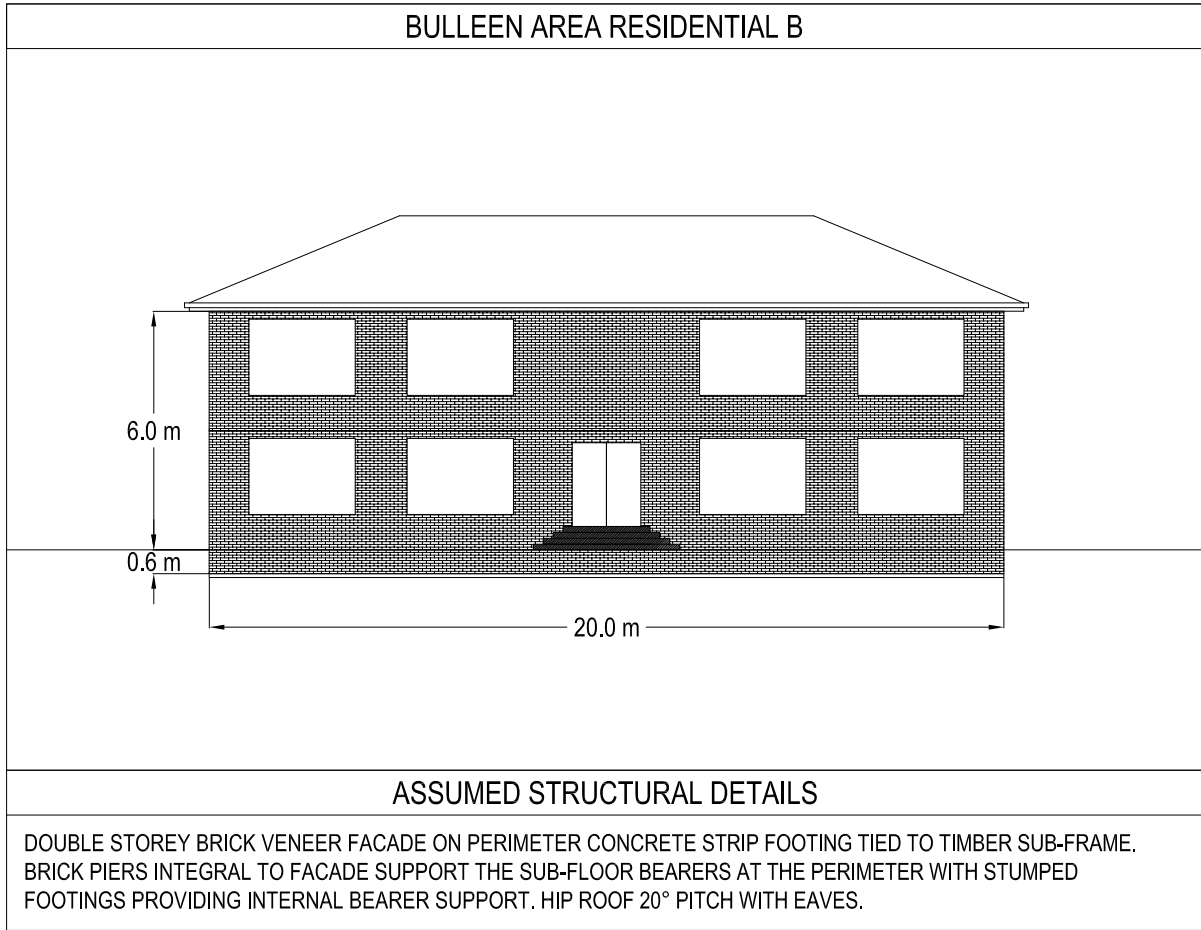 BULLEEN AREA RESIDENTIAL B
6.0 m
0.6 m
20.0 m
ASSUMED STRUCTURAL DETAILS
DOUBLE STOREY BRICK VENEER FACADE ON PERIMETER CONCRETE STRIP FOOTING TIED TO TIMBER SUB-FRAME.
BRICK PIERS INTEGRAL TO FACADE SUPPORT THE SUB-FLOOR BEARERS AT THE PERIMETER WITH STUMPED
FOOTINGS PROVIDING INTERNAL BEARER SUPPORT. HIP ROOF 20° PITCH WITH EAVES.